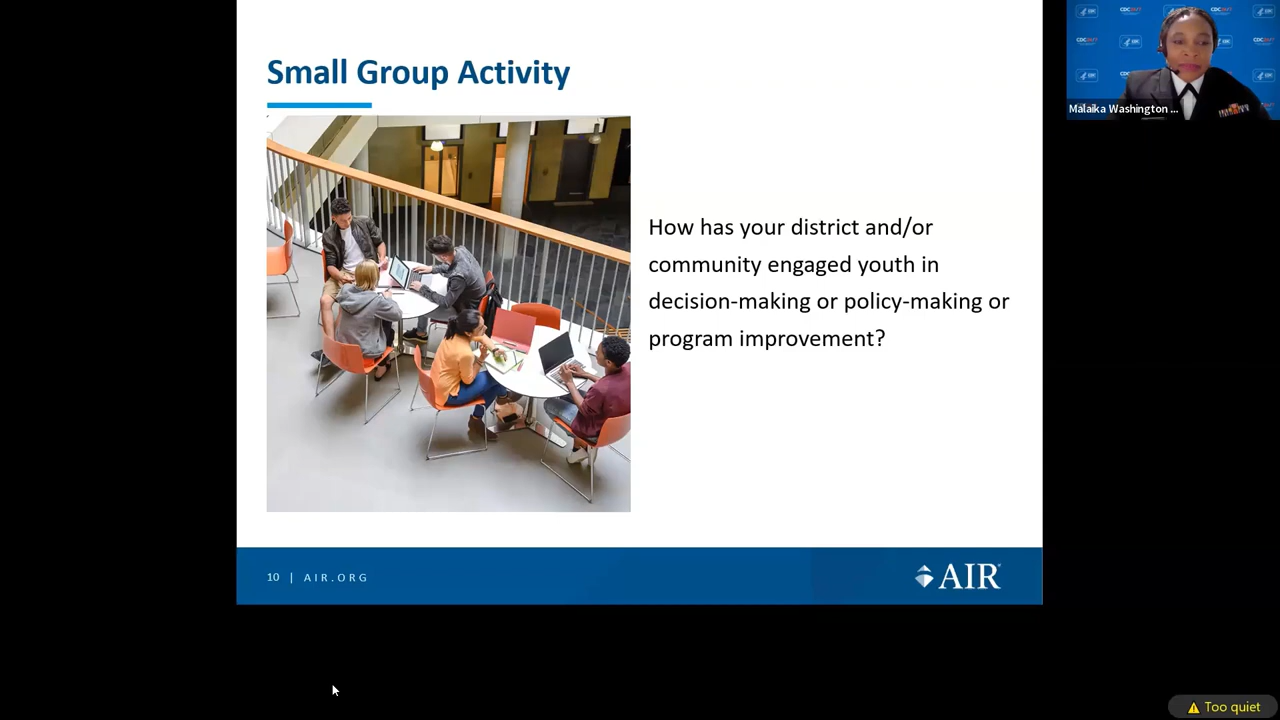 Small Group Activity
How has your district and/or
community engaged youth in
decision-making or policy-making or
program improvement?
10 | AIR.ORG
AIR
Malaika Washington ...
Too quiet